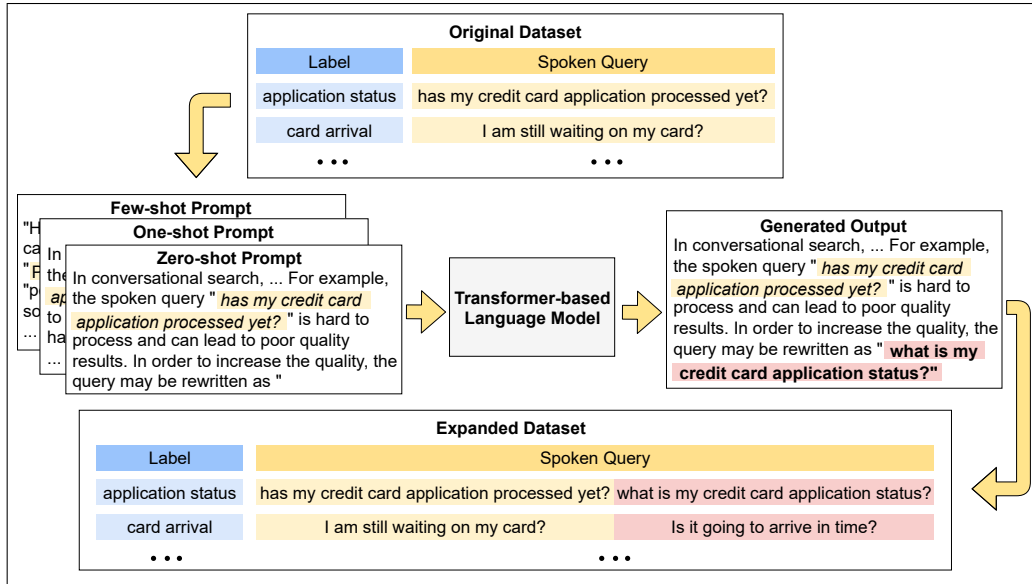 Original Dataset
Label Spoken Query
application status has my credit card application processed yet?
card arrival I am still waiting on my card?
• • • • • •
Few-shot Prompt
"H
ca
"
"p
so
...
One-shot Prompt
In
the
ap
to
ha
...
Zero-shot Prompt
In conversational search, ... For example,
the spoken query " has my credit card
application processed yet? " is hard to
process and can lead to poor quality
results. In order to increase the quality, the
query may be rewritten as "
Transformer-based
Language Model
Generated Output
In conversational search, ... For example,
the spoken query " has my credit card
application processed yet? " is hard to
process and can lead to poor quality
results. In order to increase the quality, the
query may be rewritten as " what is my
credit card application status?"
Expanded Dataset
Label Spoken Query
application status has my credit card application processed yet? what is my credit card application status?
card arrival I am still waiting on my card? Is it going to arrive in time?
• • • • • •